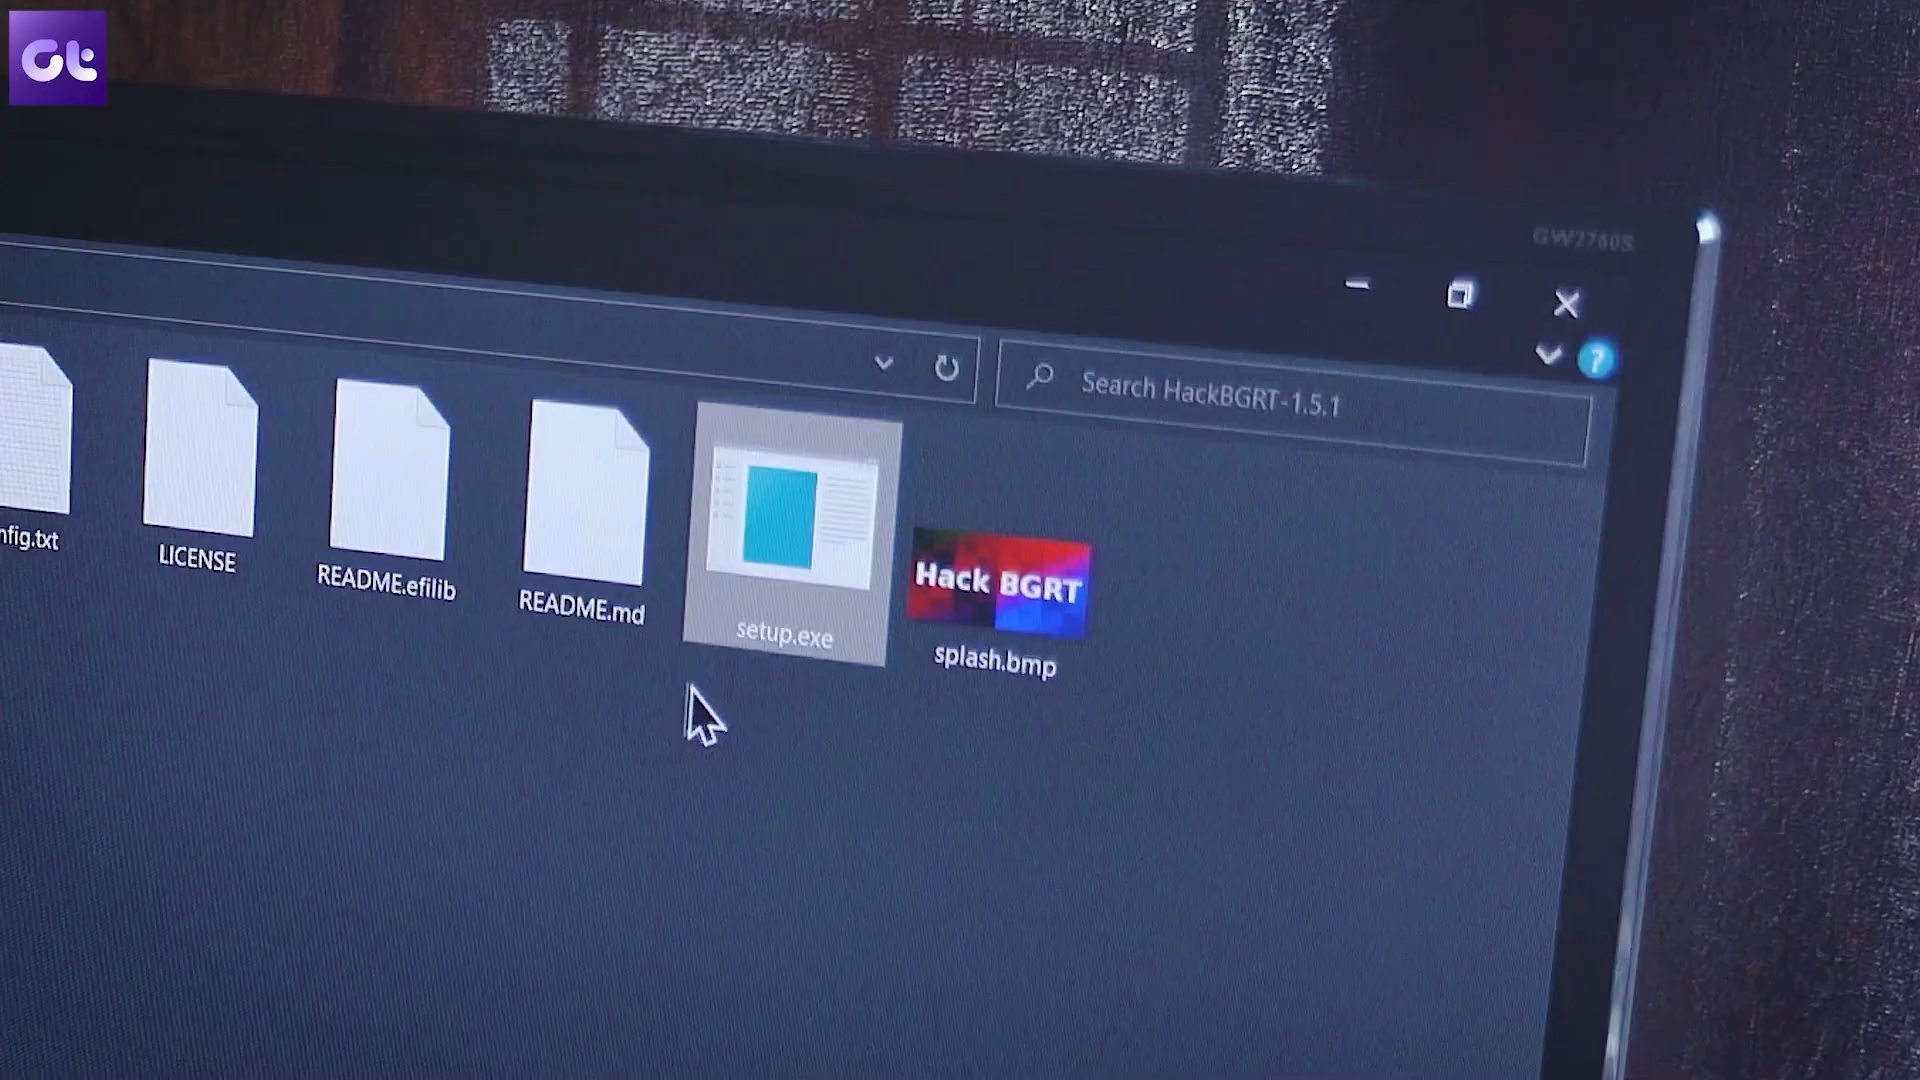 Gt
GW2760S
?
Search HackBGRT-1.5.1
nfig.txt
LICENSE
README.efilib
README.md
setup.exe
Hack BGRT
splash.bmp